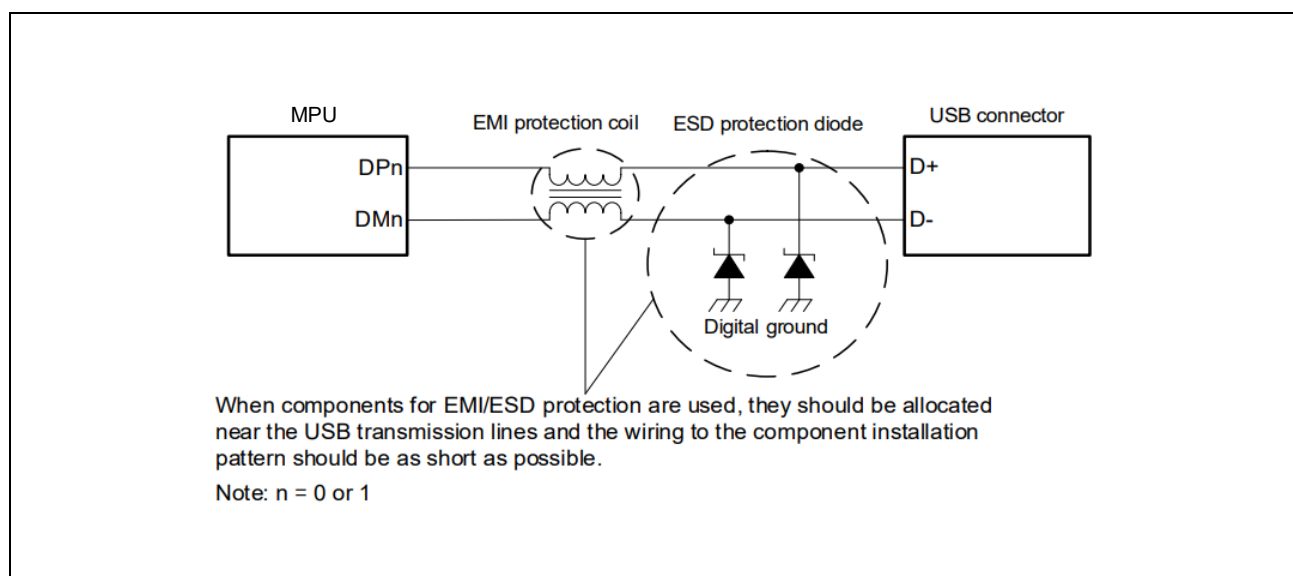 MPU
EMI protection coil
ESD protection diode
USB connector
DPn
D+
DMn
D-
Digital ground
When components for EMI/ESD protection are used, they should be allocated
near the USB transmission lines and the wiring to the component installation
pattern should be as short as possible.
Note: n = 0 or 1